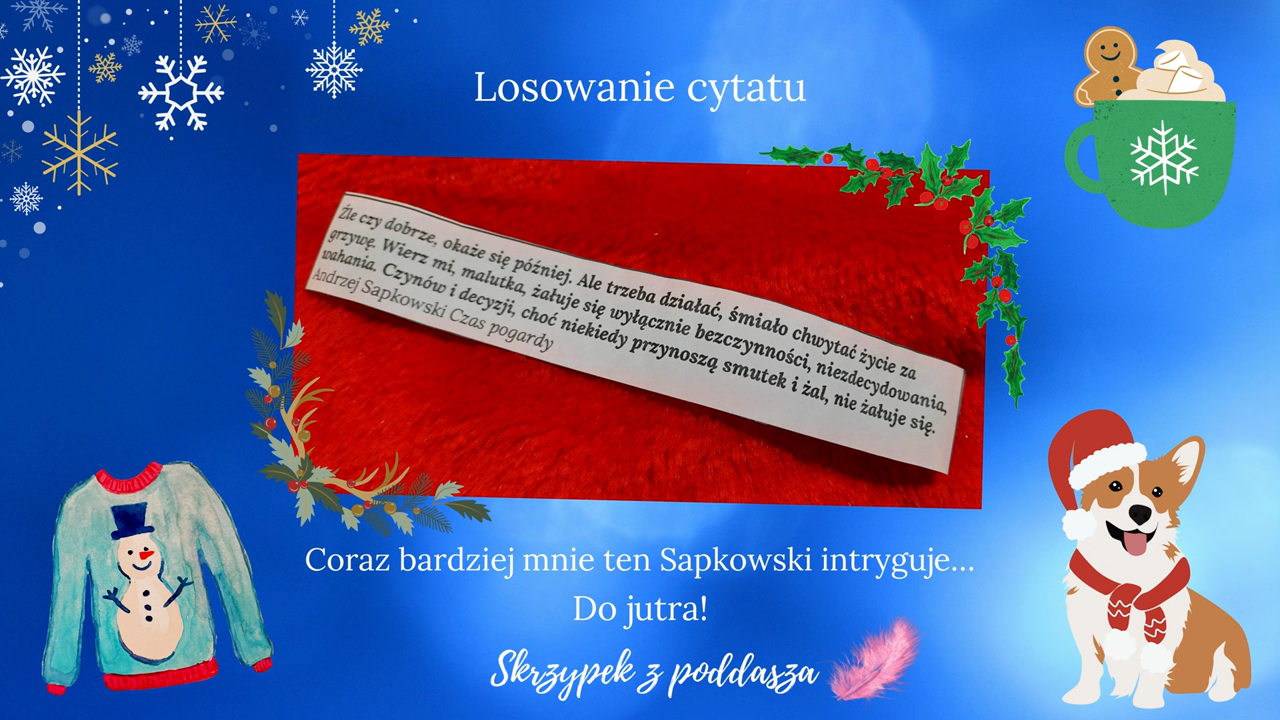 Losowanie cytatu
Źle czy dobrze, okaże się później. Ale trzeba działać, śmiało chwytać życie za
grzywę. Wierz mi, malutka, żałuje się wyłącznie bezczynności, niezdecydowania,
wahania. Czynów i decyzji, choć niekiedy przynoszą smutek i żal, nie żałuje się.
Andrzej Sapkowski Czas pogardy
Coraz bardziej mnie ten Sapkowski intryguje...
Do jutra!
Skrzypek z poddasza